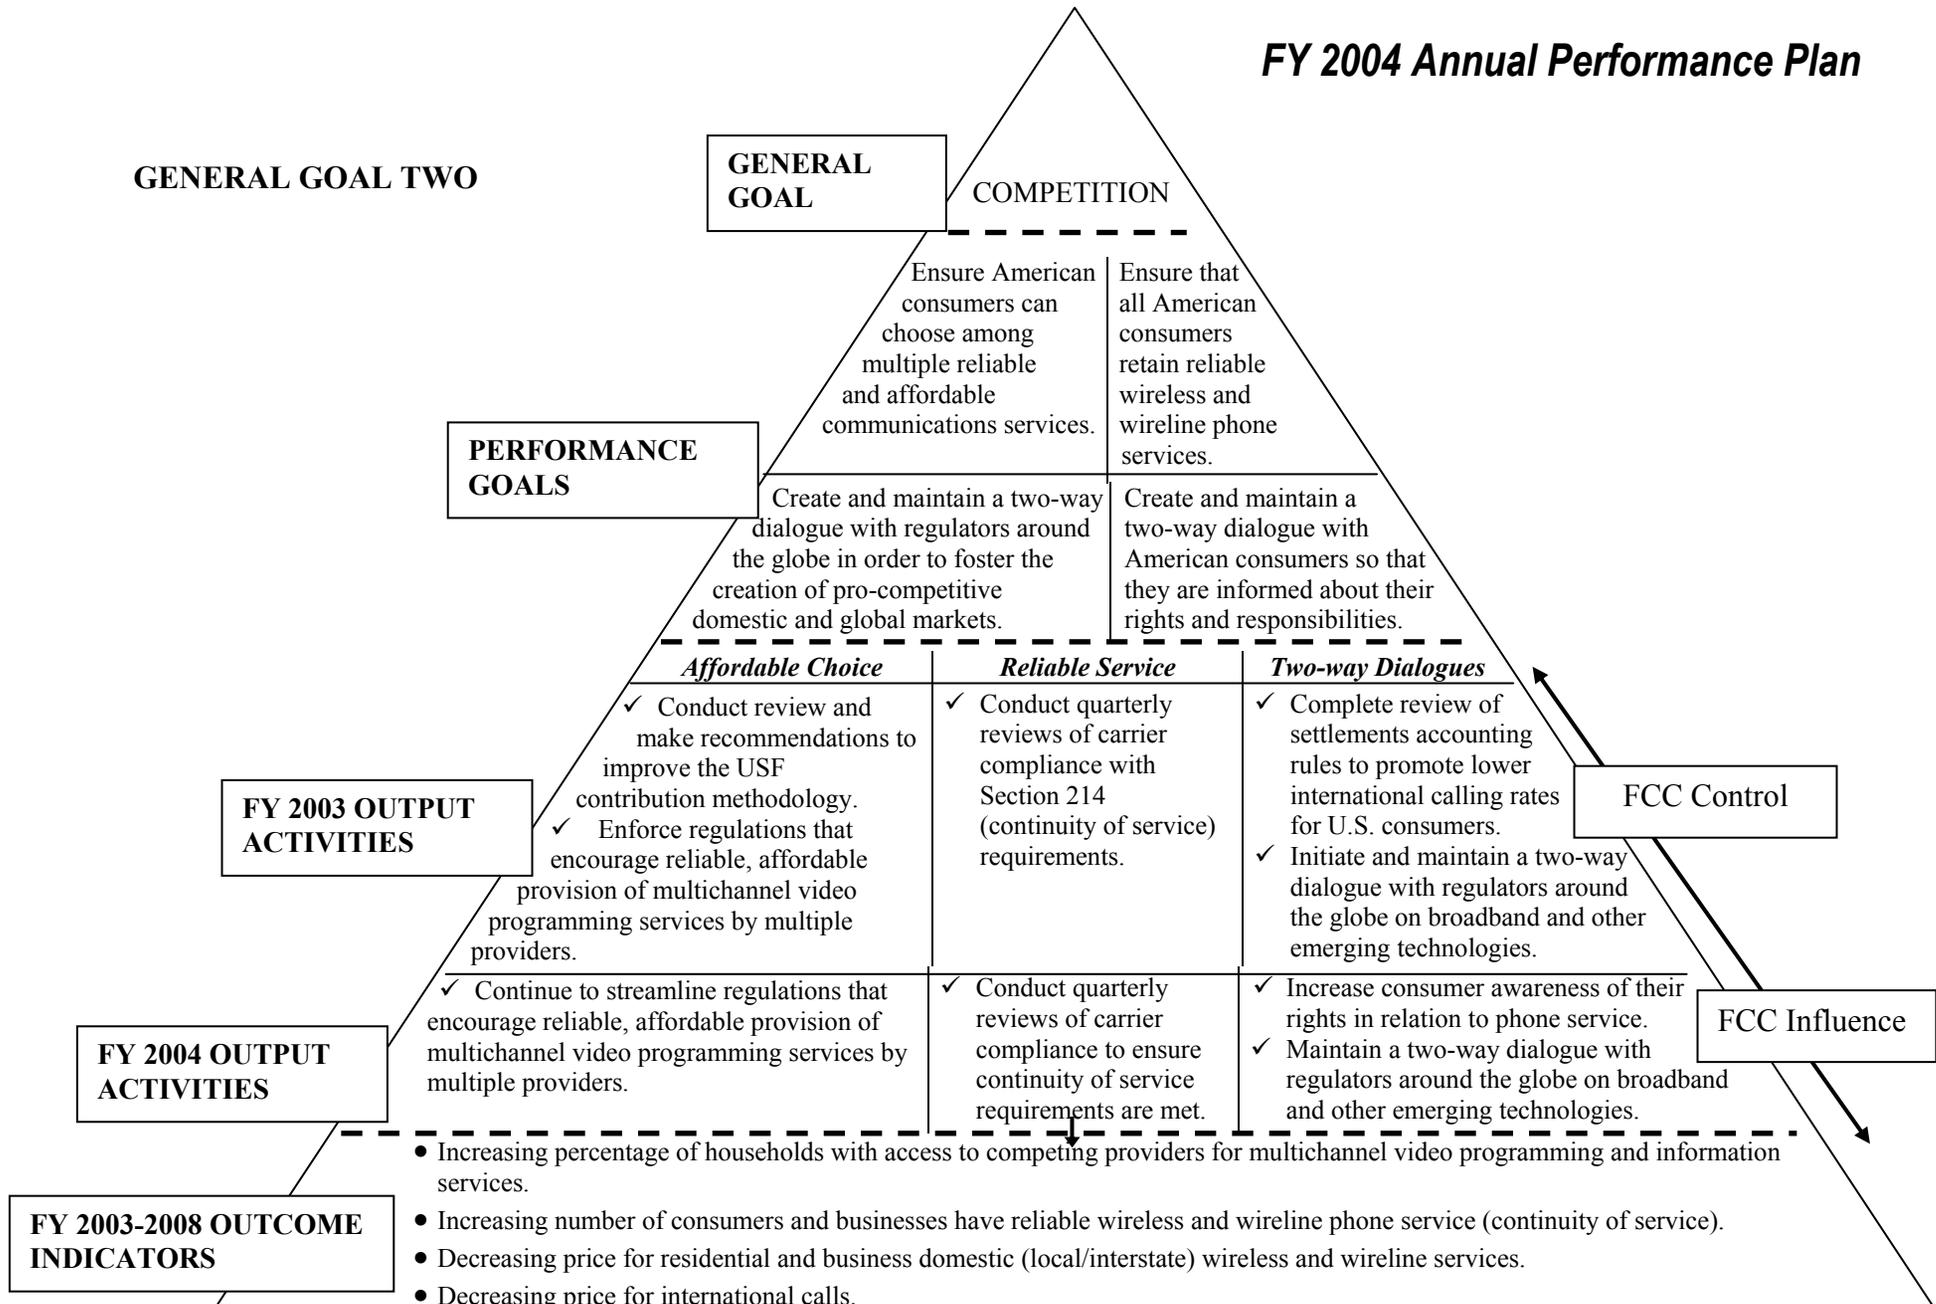 FY 2004 Annual Performance Plan
GENERAL GOAL TWO
GENERAL
GOAL
COMPETITION
Ensure American
consumers can
choose among
multiple reliable
and affordable
communications services.
Ensure that
all American
consumers
retain reliable
wireless and
wireline phone
services.
PERFORMANCE
GOALS
Create and maintain a two-way
dialogue with regulators around
the globe in order to foster the
creation of pro-competitive
domestic and global markets.
Create and maintain a
two-way dialogue with
American consumers so that
they are informed about their
rights and responsibilities.
Affordable Choice
Reliable Service
Two-way Dialogues
FY 2003 OUTPUT
ACTIVITIES
✓ Conduct review and
make recommendations to
improve the USF
contribution methodology.
✓ Enforce regulations that
encourage reliable, affordable
provision of multichannel video
programming services by multiple
providers.
✓ Conduct quarterly
reviews of carrier
compliance with
Section 214
(continuity of service)
requirements.
✓ Complete review of
settlements accounting
rules to promote lower
international calling rates
for U.S. consumers.
✓ Initiate and maintain a two-way
dialogue with regulators around
the globe on broadband and other
emerging technologies.
FCC Control
FY 2004 OUTPUT
ACTIVITIES
✓ Continue to streamline regulations that
encourage reliable, affordable provision of
multichannel video programming services by
multiple providers.
✓ Conduct quarterly
reviews of carrier
compliance to ensure
continuity of service
requirements are met.
✓ Increase consumer awareness of their
rights in relation to phone service.
✓ Maintain a two-way dialogue with
regulators around the globe on broadband
and other emerging technologies.
FCC Influence
FY 2003-2008 OUTCOME
INDICATORS
• Increasing percentage of households with access to competing providers for multichannel video programming and information
services.
• Increasing number of consumers and businesses have reliable wireless and wireline phone service (continuity of service).
• Decreasing price for residential and business domestic (local/interstate) wireless and wireline services.
• Decreasing price for international calls.